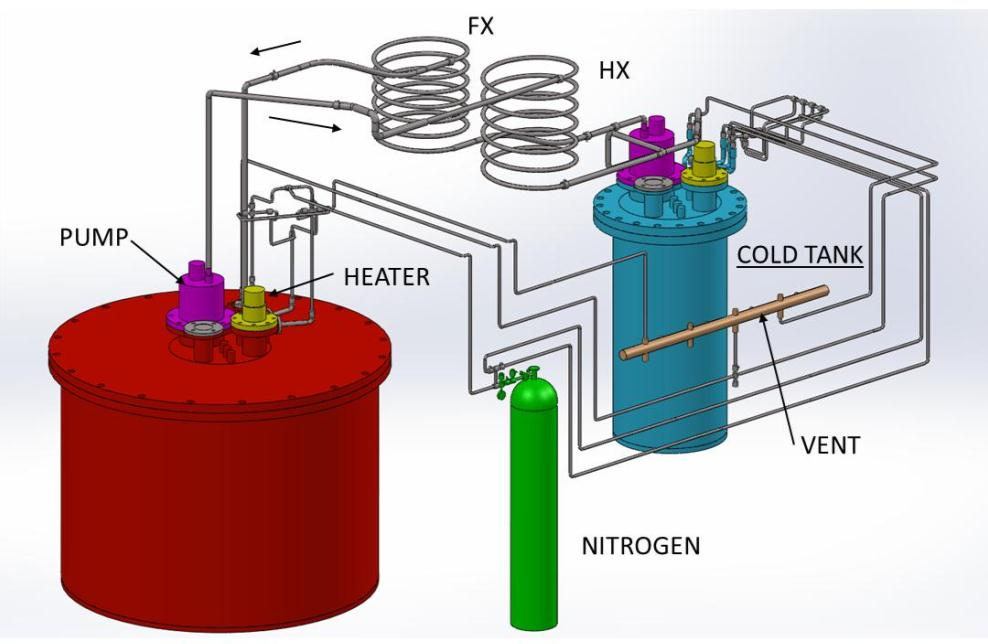 FX
HX
PUMP
HEATER
COLD TANK
VENT
NITROGEN